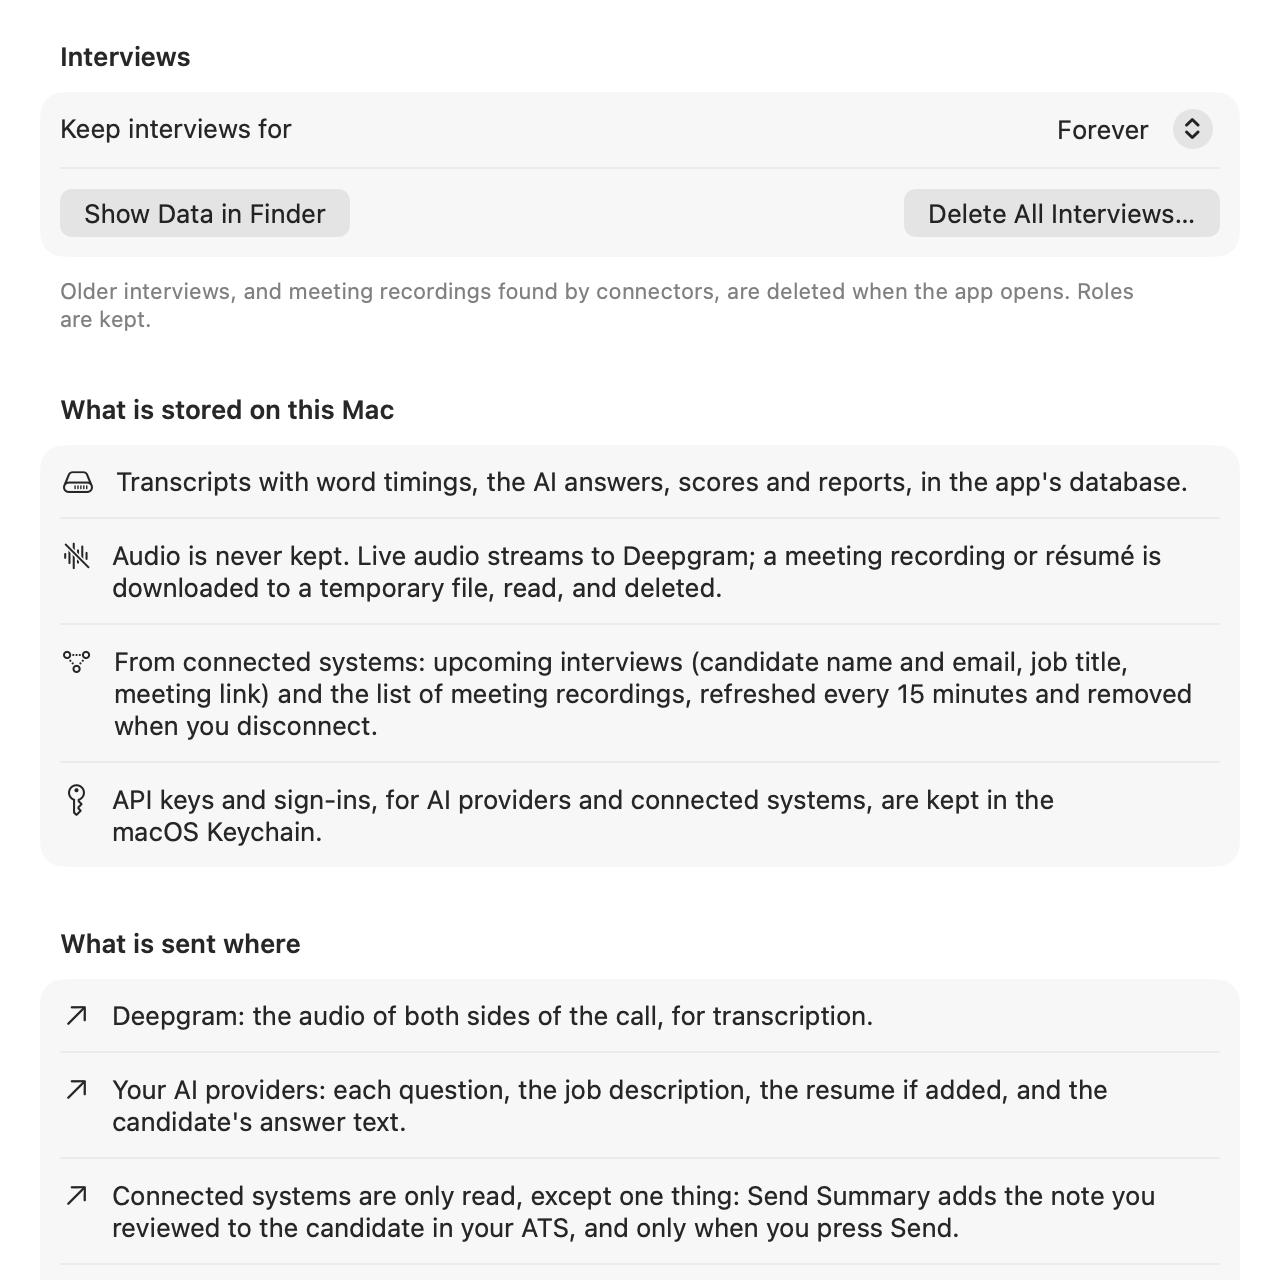 Interviews
Keep interviews for
Forever
Show Data in Finder
Delete All Interviews...
Older interviews, and meeting recordings found by connectors, are deleted when the app opens. Roles
are kept.
What is stored on this Mac
Transcripts with word timings, the AI answers, scores and reports, in the app's database.
Audio is never kept. Live audio streams to Deepgram; a meeting recording or résumé is
downloaded to a temporary file, read, and deleted.
From connected systems: upcoming interviews (candidate name and email, job title,
meeting link) and the list of meeting recordings, refreshed every 15 minutes and removed
when you disconnect.
API keys and sign-ins, for AI providers and connected systems, are kept in the
macOS Keychain.
What is sent where
Deepgram: the audio of both sides of the call, for transcription.
Your AI providers: each question, the job description, the resume if added, and the
candidate's answer text.
Connected systems are only read, except one thing: Send Summary adds the note you
reviewed to the candidate in your ATS, and only when you press Send.